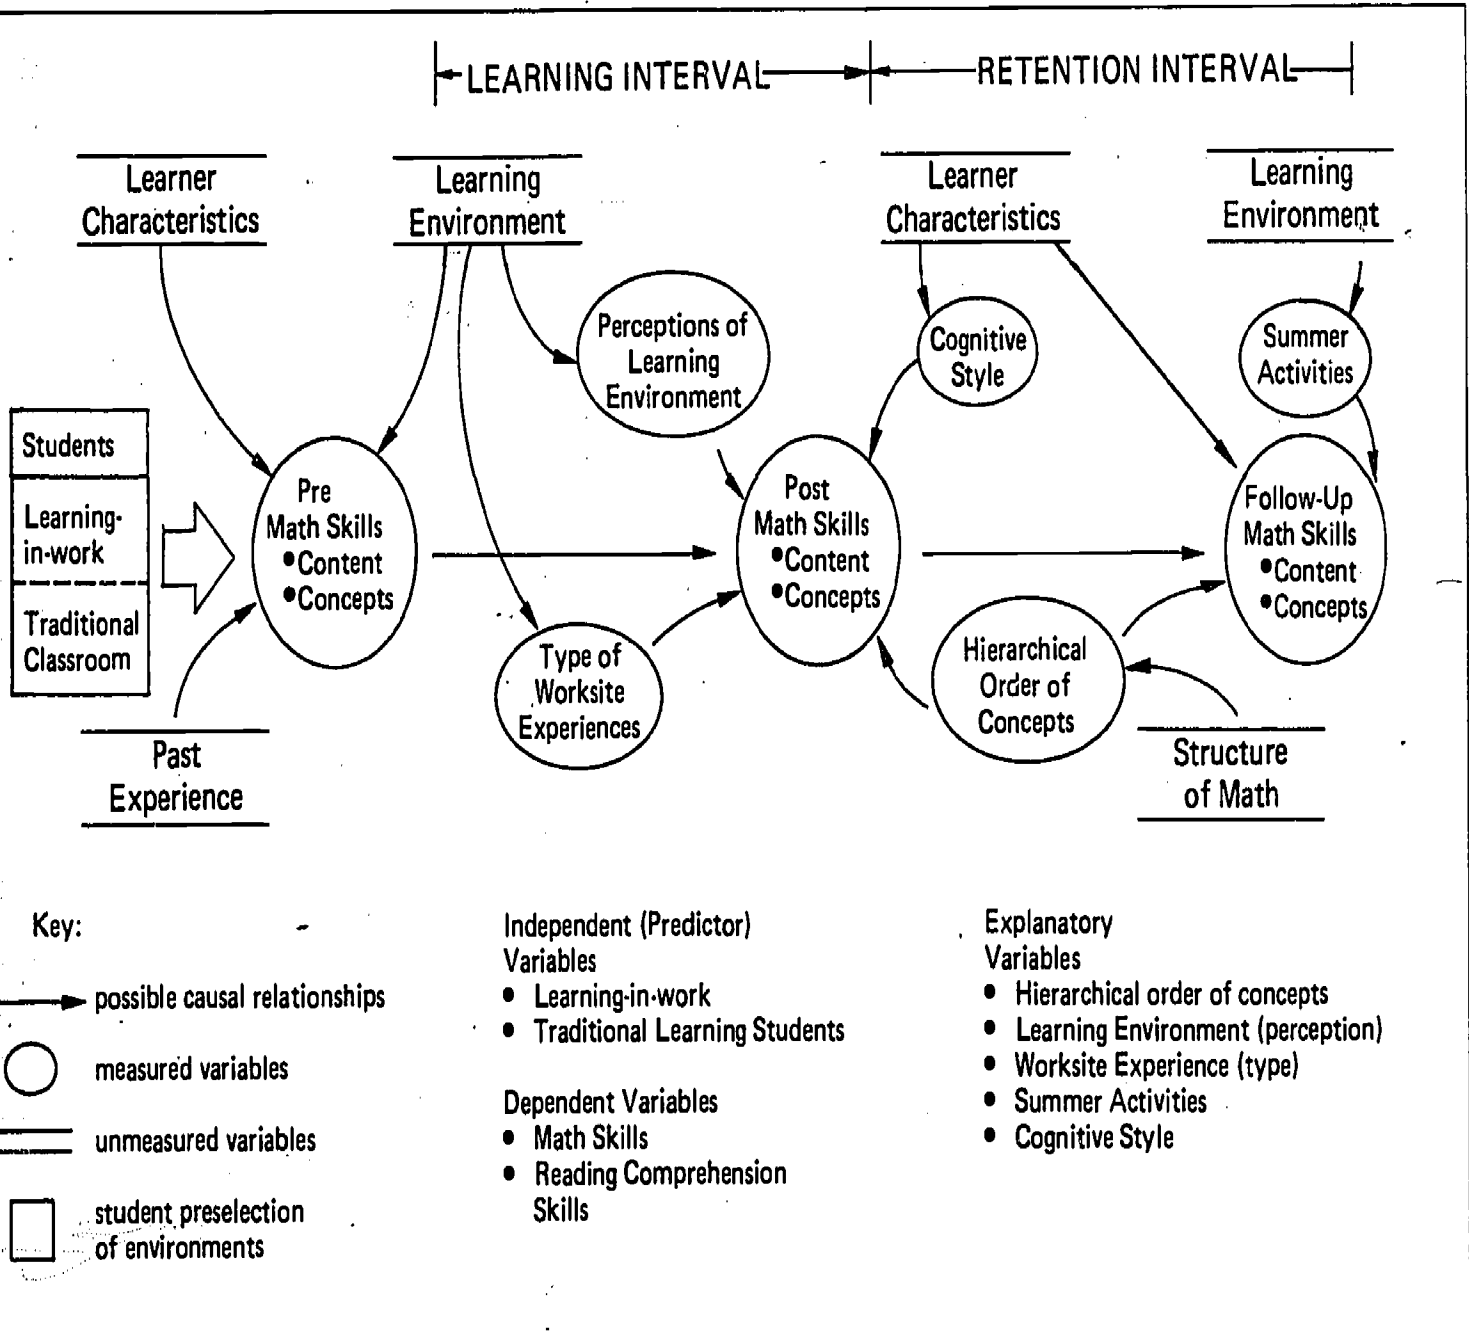 LEARNING INTERVAL
RETENTION INTERVAL
Learner
Characteristics
Learning
Environment
Learner
Characteristics
Learning
Environment
Perceptions of
Learning
Environment
Cognitive
Style
Summer
Activities
Students
Learning-
in-work
Traditional
Classroom
Pre
Math Skills
•Content
•Concepts
Post
Math Skills
•Content
•Concepts
Follow-Up
Math Skills
•Content
•Concepts
Type of
Worksite
Experiences
Hierarchical
Order of
Concepts
Past
Experience
Structure
of Math
Key:
possible causal relationships
measured variables
unmeasured variables
student preselection
of environments
Independent (Predictor)
Variables
• Learning-in-work
• Traditional Learning Students
Dependent Variables
• Math Skills
• Reading Comprehension
Skills
Explanatory
Variables
• Hierarchical order of concepts
• Learning Environment (perception)
• Worksite Experience (type)
• Summer Activities
• Cognitive Style